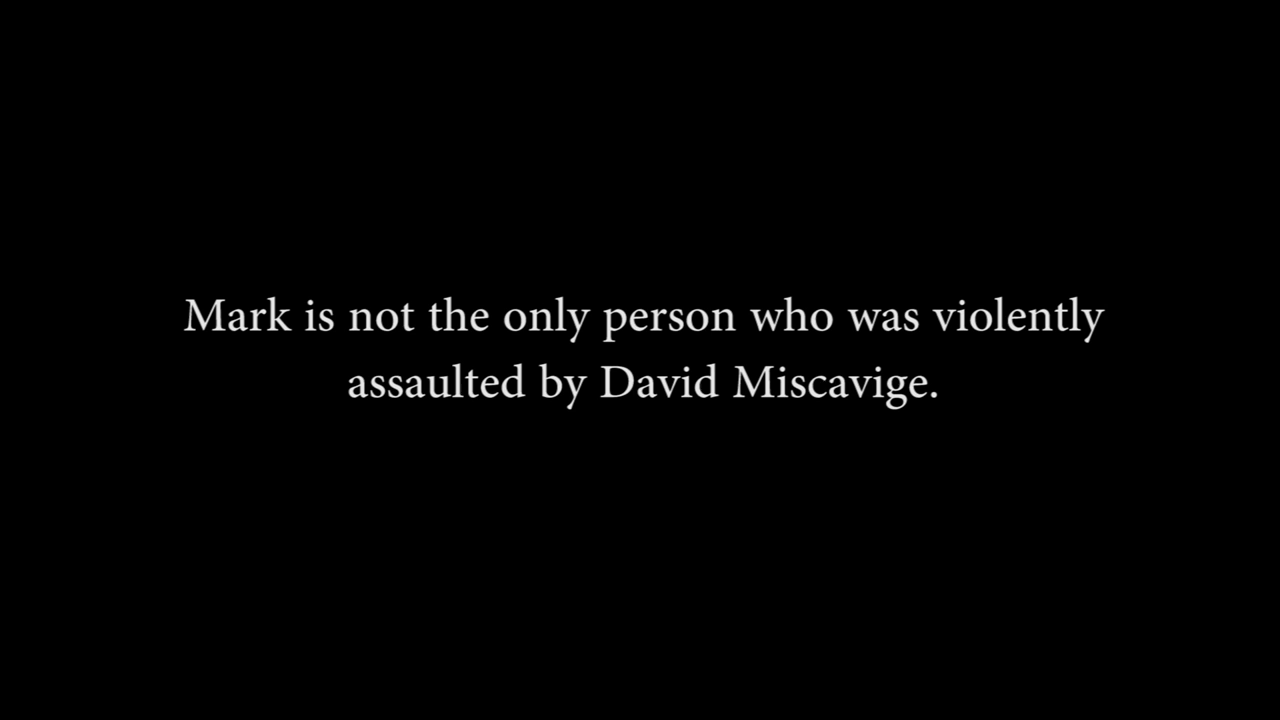 Mark is not the only person who was violently
assaulted by David Miscavige.